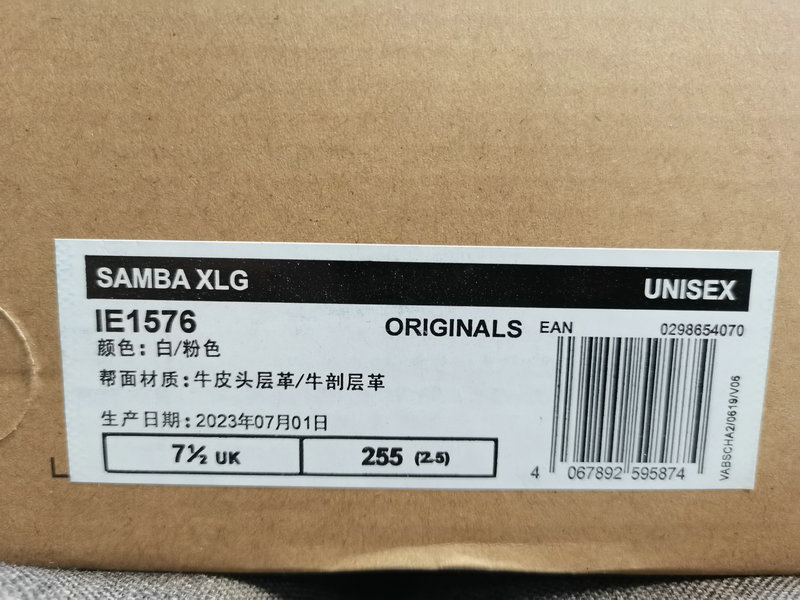 SAMBA XLG UNISEX
IE1576 ORIGINALS EAN 0298654070
颜色: 白/粉色
帮面材质: 牛皮头层革/牛剖层革
生产日期: 2023年07月01日
7½ UK 255 (2.5)
4 067892 595874
VABSCHA2/0619/V06